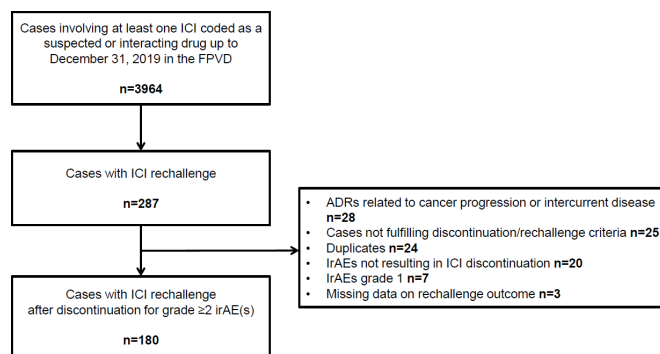 Cases involving at least one ICI coded as a
suspected or interacting drug up to
December 31, 2019 in the FPVD
n=3964
Cases with ICI rechallenge
n=287
• ADRs related to cancer progression or intercurrent disease
n=28
• Cases not fulfilling discontinuation/rechallenge criteria n=25
• Duplicates n=24
• IrAEs not resulting in ICI discontinuation n=20
• IrAEs grade 1 n=7
• Missing data on rechallenge outcome n=3
Cases with ICI rechallenge
after discontinuation for grade ≥2 irAE(s)
n=180